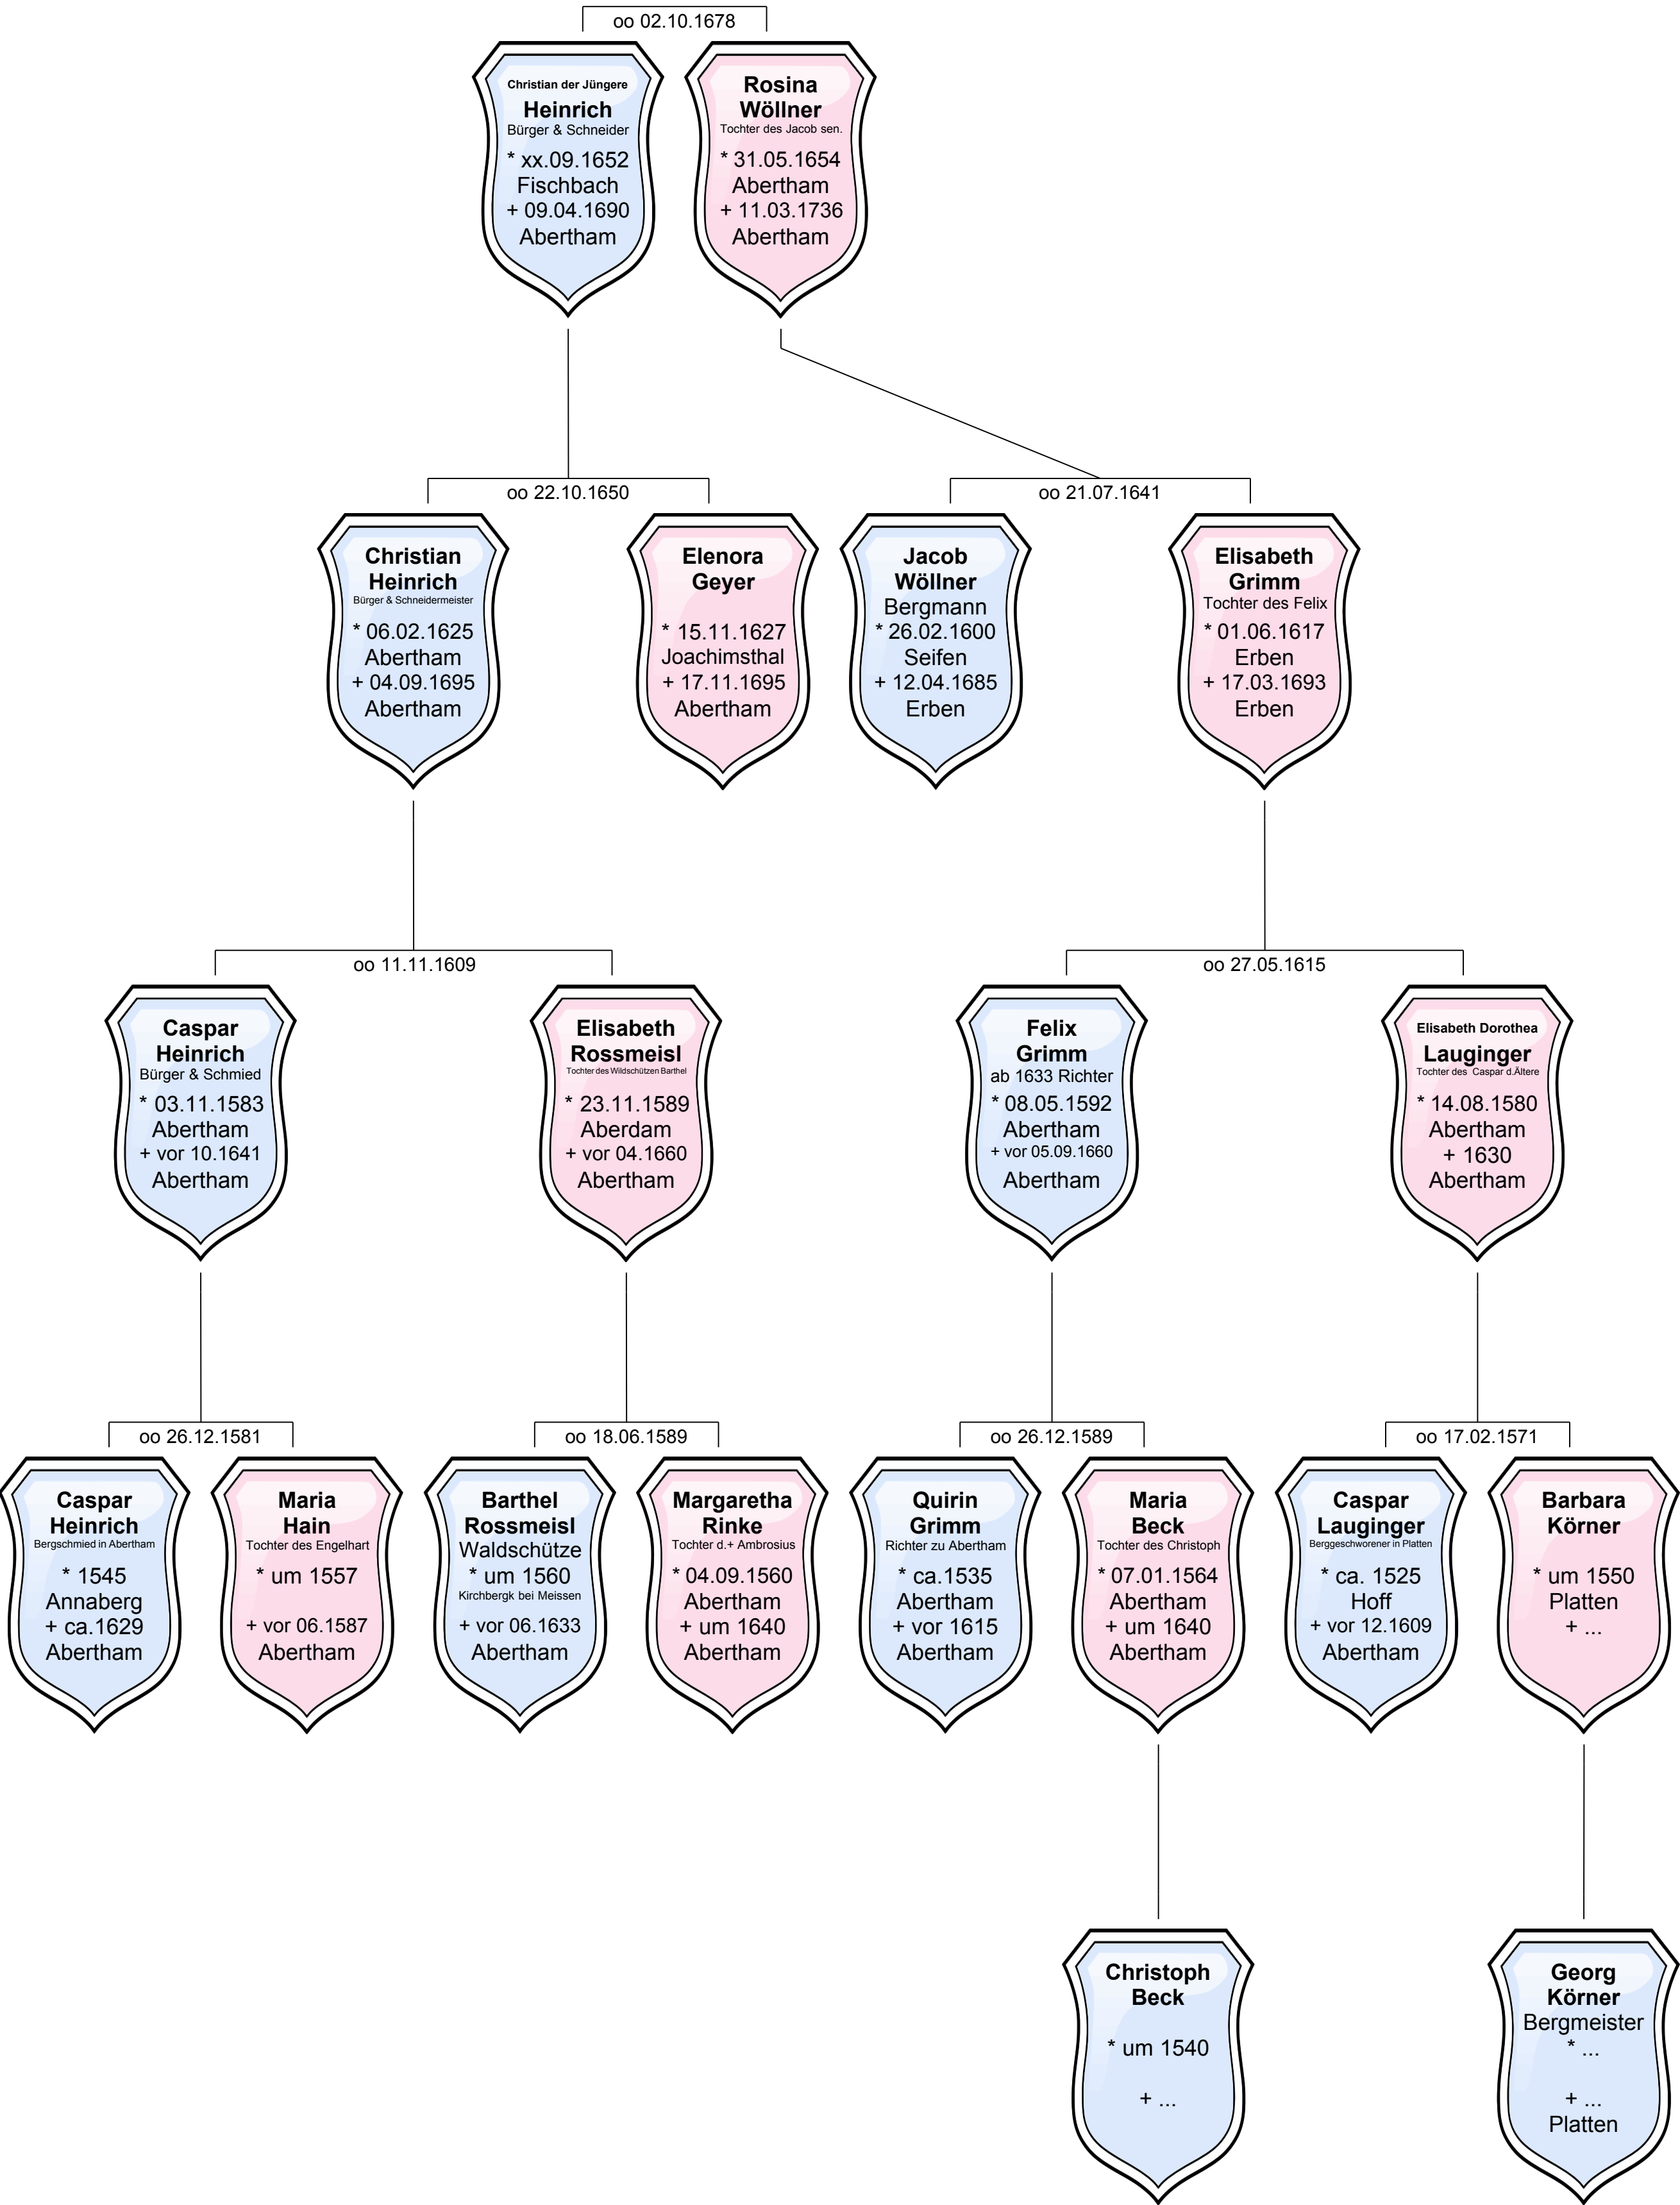 oo 02.10.1678
Christian der Jüngere
Heinrich
Bürger & Schneider
* xx.09.1652
Fischbach
+ 09.04.1690
Abertham
Rosina
Wöllner
Tochter des Jacob sen.
* 31.05.1654
Abertham
+ 11.03.1736
Abertham
oo 22.10.1650
oo 21.07.1641
Christian
Heinrich
Bürger & Schneidermeister
* 06.02.1625
Abertham
+ 04.09.1695
Abertham
Elenora
Geyer
* 15.11.1627
Joachimsthal
+ 17.11.1695
Abertham
Jacob
Wöllner
Bergmann
* 26.02.1600
Seifen
+ 12.04.1685
Erben
Elisabeth
Grimm
Tochter des Felix
* 01.06.1617
Erben
+ 17.03.1693
Erben
oo 11.11.1609
oo 27.05.1615
Caspar
Heinrich
Bürger & Schmied
* 03.11.1583
Abertham
+ vor 10.1641
Abertham
Elisabeth
Rossmeisl
Tochter des Wildschützen Barthel
* 23.11.1589
Aberdam
+ vor 04.1660
Abertham
Felix
Grimm
ab 1633 Richter
* 08.05.1592
Abertham
+ vor 05.09.1660
Abertham
Elisabeth Dorothea
Lauginger
Tochter des Caspar d.Ältere
* 14.08.1580
Abertham
+ 1630
Abertham
oo 26.12.1581
oo 18.06.1589
oo 26.12.1589
oo 17.02.1571
Caspar
Heinrich
Bergschmied in Abertham
* 1545
Annaberg
+ ca.1629
Abertham
Maria
Hain
Tochter des Engelhart
* um 1557
+ vor 06.1587
Abertham
Barthel
Rossmeisl
Waldschütze
* um 1560
Kirchbergk bei Meissen
+ vor 06.1633
Abertham
Margaretha
Rinke
Tochter d.+ Ambrosius
* 04.09.1560
Abertham
+ um 1640
Abertham
Quirin
Grimm
Richter zu Abertham
* ca.1535
Abertham
+ vor 1615
Abertham
Maria
Beck
Tochter des Christoph
* 07.01.1564
Abertham
+ um 1640
Abertham
Caspar
Lauginger
Berggeschworener in Platten
* ca. 1525
Hoff
+ vor 12.1609
Abertham
Barbara
Körner
* um 1550
Platten
+ ...
Christoph
Beck
* um 1540
+ ...
Georg
Körner
Bergmeister
* ...
+ ...
Platten